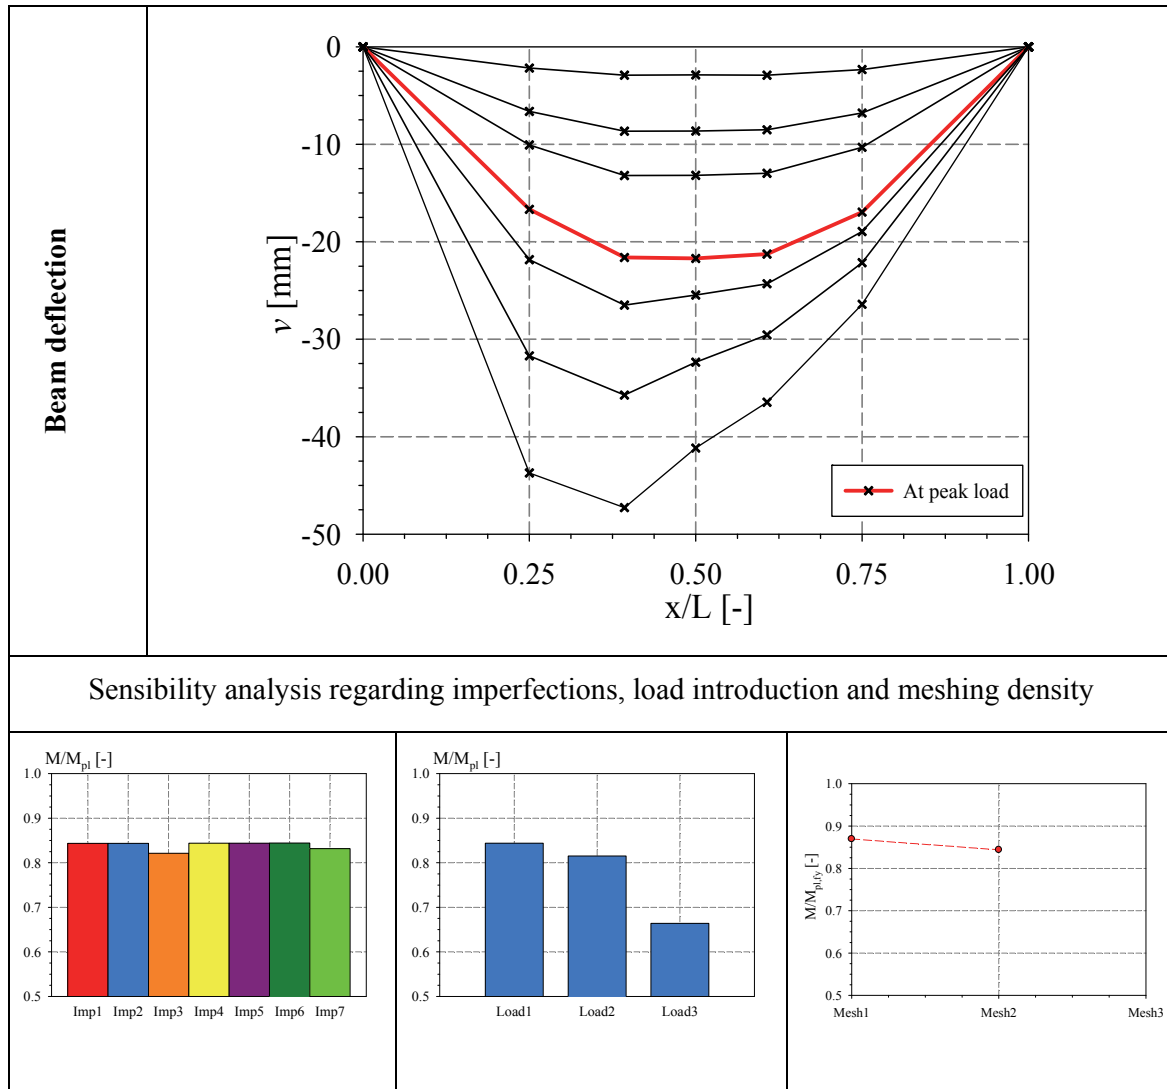 Beam deflection
0
-10
-20
-30
-40
-50
v [mm]
At peak load
0.00 0.25 0.50 0.75 1.00
x/L [-]
Sensibility analysis regarding imperfections, load introduction and meshing density
M/Mpl [-]
1.0
0.9
0.8
0.7
0.6
0.5
Imp1 Imp2 Imp3 Imp4 Imp5 Imp6 Imp7
M/Mpl [-]
1.0
0.9
0.8
0.7
0.6
0.5
Load1 Load2 Load3
M/Mpl,fy [-]
1.0
0.9
0.8
0.7
0.6
0.5
Mesh1 Mesh2 Mesh3